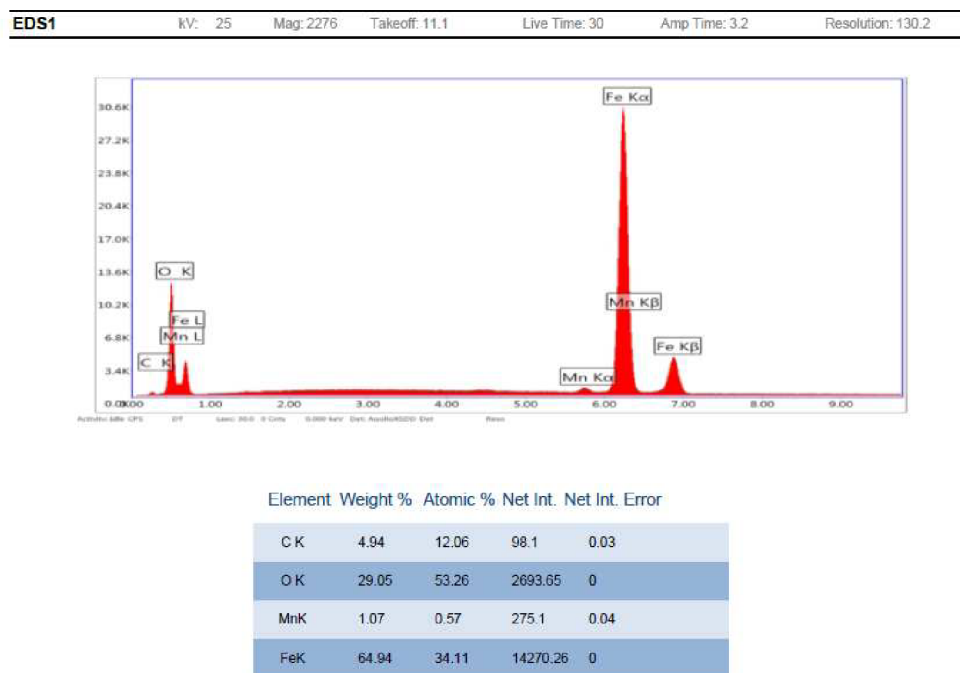 EDS1 kV: 25 Mag: 2276 Takeoff: 11.1 Live Time: 30 Amp Time: 3.2 Resolution: 130.2
Fe Kα
30.6K
27.2K
23.8K
20.4K
17.0K
13.6K
O K
10.2K
Mn Kβ
Fe L
6.8K
Mn L
Fe Kβ
C K
3.4K
Mn Kα
1.00 2.00 3.00 4.00 5.00 6.00 7.00 8.00 9.00
Element Weight % Atomic % Net Int. Net Int. Error
C K 4.94 12.06 98.1 0.03
O K 29.05 53.26 2693.65 0
MnK 1.07 0.57 275.1 0.04
FeK 64.94 34.11 14270.26 0